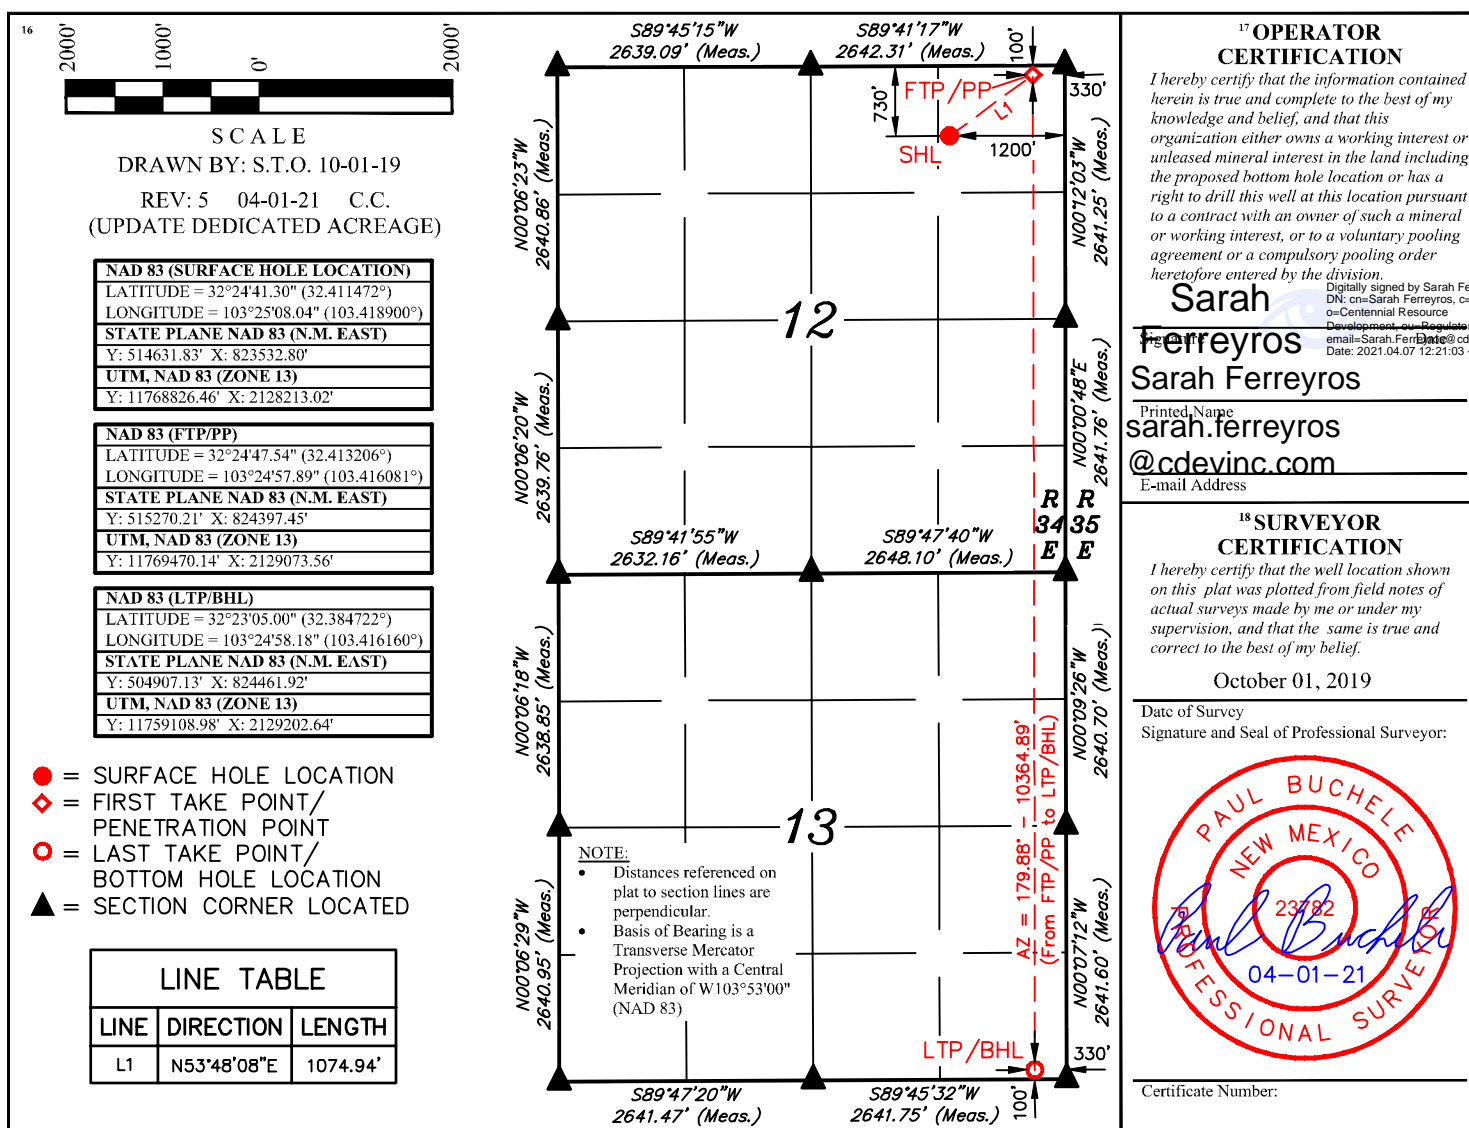 16
2000'
1000'
0'
2000'
SCALE
DRAWN BY: S.T.O. 10-01-19
REV: 5 04-01-21 C.C.
(UPDATE DEDICATED ACREAGE)
NAD 83 (SURFACE HOLE LOCATION)
LATITUDE = 32°24'41.30" (32.411472°)
LONGITUDE = 103°25'08.04" (103.418900°)
STATE PLANE NAD 83 (N.M. EAST)
Y: 514631.83' X: 823532.80'
UTM, NAD 83 (ZONE 13)
Y: 11768826.46' X: 2128213.02'
NAD 83 (FTP/PP)
LATITUDE = 32°24'47.54" (32.413206°)
LONGITUDE = 103°24'57.89" (103.416081°)
STATE PLANE NAD 83 (N.M. EAST)
Y: 515270.21' X: 824397.45'
UTM, NAD 83 (ZONE 13)
Y: 11769470.14' X: 2129073.56'
NAD 83 (LTP/BHL)
LATITUDE = 32°23'05.00" (32.384722°)
LONGITUDE = 103°24'58.18" (103.416160°)
STATE PLANE NAD 83 (N.M. EAST)
Y: 504907.13' X: 824461.92'
UTM, NAD 83 (ZONE 13)
Y: 11759108.98' X: 2129202.64'
= SURFACE HOLE LOCATION
= FIRST TAKE POINT/
PENETRATION POINT
= LAST TAKE POINT/
BOTTOM HOLE LOCATION
= SECTION CORNER LOCATED
LINE TABLE
LINE DIRECTION LENGTH
L1 N53°48'08"E 1074.94'
S89°45'15"W
2639.09' (Meas.)
S89°41'17"W
2642.31' (Meas.)
100'
330'
730'
FTP/PP
L1
SHL
1200'
N00°06'23"W
2640.86' (Meas.)
N00°12'03"W
2641.25' (Meas.)
12
N00°06'20"W
2639.76' (Meas.)
N00°00'48"E
2641.76' (Meas.)
R R
34 35
E E
S89°41'55"W
2632.16' (Meas.)
S89°47'40"W
2648.10' (Meas.)
N00°06'18"W
2638.85' (Meas.)
N00°09'26"W
2640.70' (Meas.)
AZ = 179.88° - 10364.89'
(From FTP/PP to LTP/BHL)
13
NOTE:
• Distances referenced on
plat to section lines are
perpendicular.
• Basis of Bearing is a
Transverse Mercator
Projection with a Central
Meridian of W103°53'00"
(NAD 83)
N00°06'29"W
2640.95' (Meas.)
N00°07'12"W
2641.60' (Meas.)
LTP/BHL
330'
100'
S89°47'20"W
2641.47' (Meas.)
S89°45'32"W
2641.75' (Meas.)
17 OPERATOR
CERTIFICATION
I hereby certify that the information contained
herein is true and complete to the best of my
knowledge and belief, and that this
organization either owns a working interest or
unleased mineral interest in the land including
the proposed bottom hole location or has a
right to drill this well at this location pursuant
to a contract with an owner of such a mineral
or working interest, or to a voluntary pooling
agreement or a compulsory pooling order
heretofore entered by the division.
Sarah
Ferreyros
Digitally signed by Sarah Fe
DN: cn=Sarah Ferreyros, c=
o=Centennial Resource
Development, ou=Regulator
email=Sarah.Ferreyros@cd
Date: 2021.04.07 12:21:03 -
Signature Date
Sarah Ferreyros
Printed Name
sarah.ferreyros
@cdevinc.com
E-mail Address
18 SURVEYOR
CERTIFICATION
I hereby certify that the well location shown
on this plat was plotted from field notes of
actual surveys made by me or under my
supervision, and that the same is true and
correct to the best of my belief.
October 01, 2019
Date of Survey
Signature and Seal of Professional Surveyor:
PAUL BUCHELE
NEW MEXICO
23782
Paul Buchele
04-01-21
PROFESSIONAL SURVEYOR
Certificate Number: